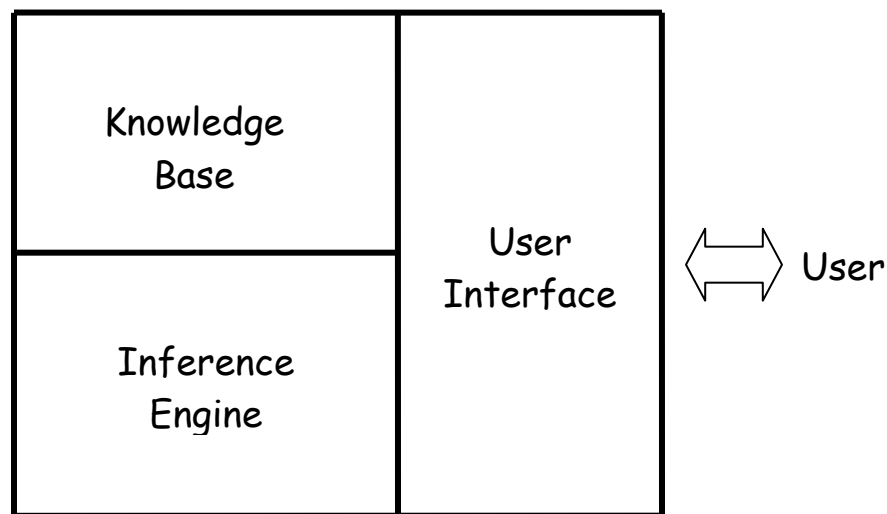 Knowledge
Base
User
Interface
User
Inference
Engine